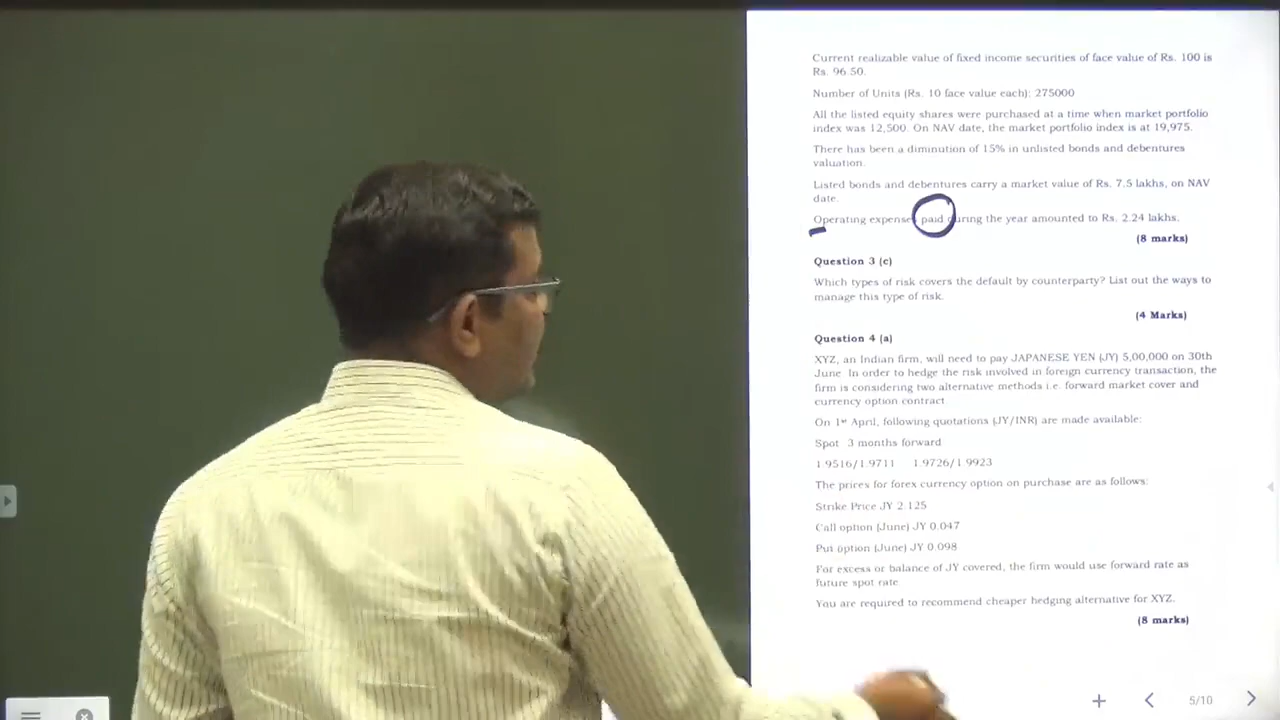 Current realizable value of fixed income securities of face value of Rs. 100 is
Rs. 96.50.
Number of Units (Rs. 10 face value each): 275000
All the listed equity shares were purchased at a time when market portfolio
index was 12,500. On NAV date, the market portfolio index is at 19,975.
There has been a diminution of 15% in unlisted bonds and debentures
valuation.
Listed bonds and debentures carry a market value of Rs. 7.5 lakhs, on NAV
date.
Operating expenses paid during the year amounted to Rs. 2.24 lakhs.
(8 marks)
Question 3 (c)
Which types of risk covers the default by counterparty? List out the ways to
manage this type of risk.
(4 Marks)
Question 4 (a)
XYZ, an Indian firm, will need to pay JAPANESE YEN (JY) 5,00,000 on 30th
June. In order to hedge the risk involved in foreign currency transaction, the
firm is considering two alternative methods i.e. forward market cover and
currency option contract.
On 1st April, following quotations (JY/INR) are made available:
Spot 3 months forward
1.9516/1.9711 1.9726/1.9923
The prices for forex currency option on purchase are as follows:
Strike Price JY 2.125
Call option (June) JY 0.047
Put option (June) JY 0.098
For excess or balance of JY covered, the firm would use forward rate as
future spot rate.
You are required to recommend cheaper hedging alternative for XYZ.
(8 marks)
5/10